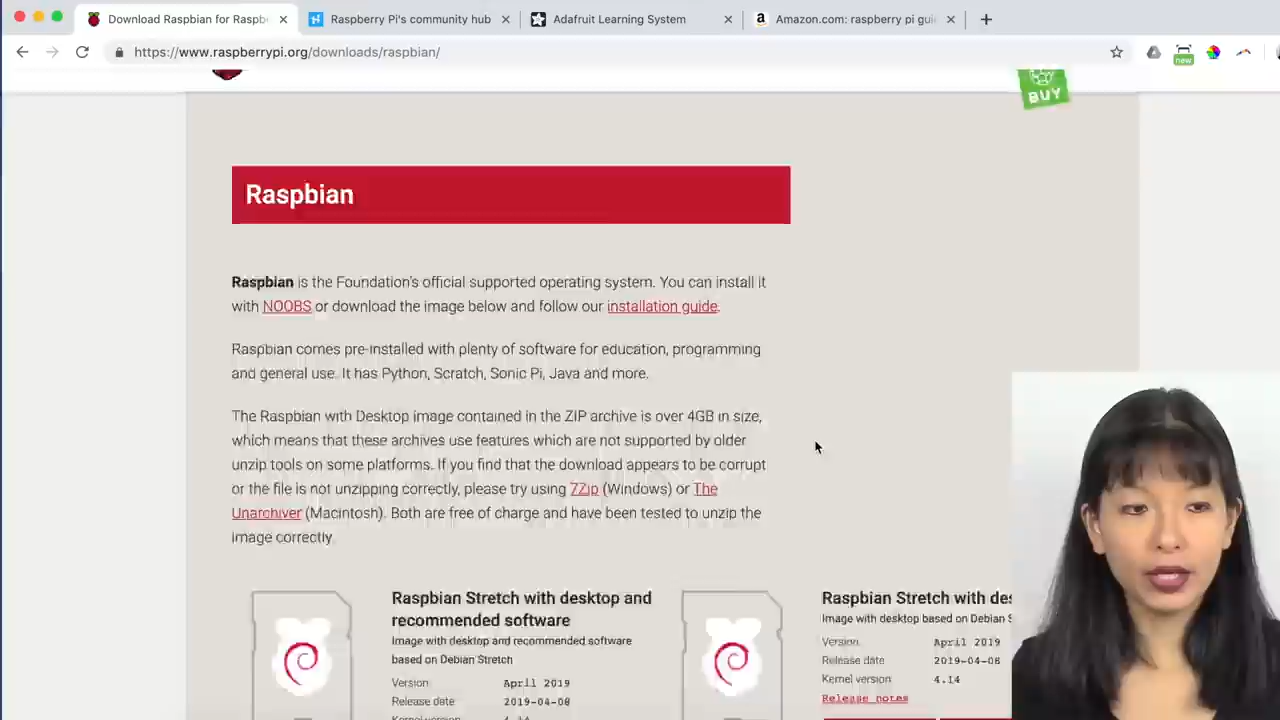 Download Raspbian for Raspbe
Raspberry Pi's community hub
Adafruit Learning System
Amazon.com: raspberry pi gui
https://www.raspberrypi.org/downloads/raspbian/
new
BUY
Raspbian
Raspbian is the Foundation's official supported operating system. You can install it
with NOOBS or download the image below and follow our installation guide.
Raspbian comes pre-installed with plenty of software for education, programming
and general use. It has Python, Scratch, Sonic Pi, Java and more.
The Raspbian with Desktop image contained in the ZIP archive is over 4GB in size,
which means that these archives use features which are not supported by older
unzip tools on some platforms. If you find that the download appears to be corrupt
or the file is not unzipping correctly, please try using 7Zip (Windows) or The
Unarchiver (Macintosh). Both are free of charge and have been tested to unzip the
image correctly.
Raspbian Stretch with desktop and
recommended software
Image with desktop and recommended software
based on Debian Stretch
Version April 2019
Release date 2019-04-08
Kernel version 4.14
Raspbian Stretch with des
Image with desktop based on Debian S
Version April 2019
Release date 2019-04-08
Kernel version 4.14
Release notes